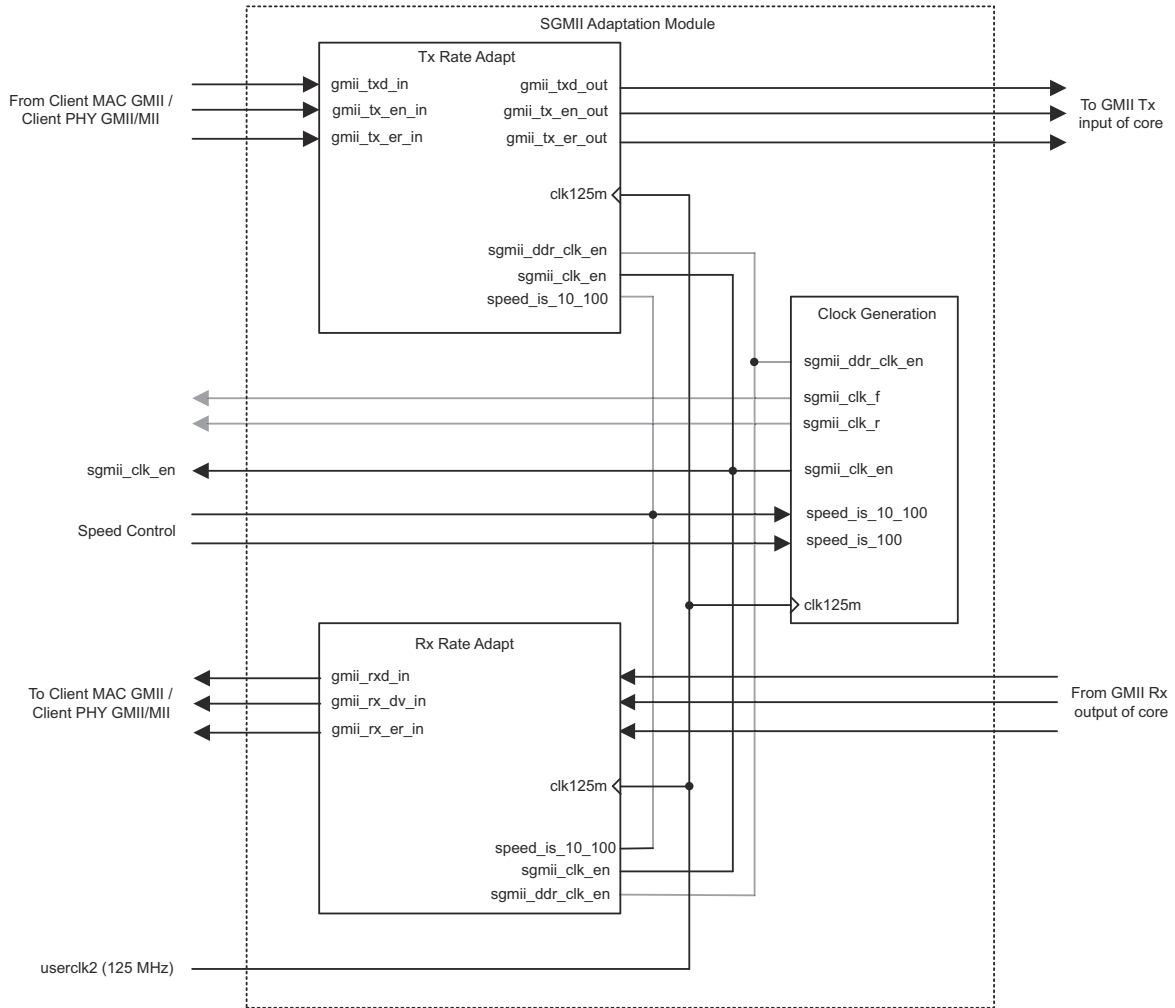 SGMII Adaptation Module
Tx Rate Adapt
From Client MAC GMII /
Client PHY GMII/MII
gmii_txd_in
gmii_tx_en_in
gmii_tx_er_in
gmii_txd_out
gmii_tx_en_out
gmii_tx_er_out
To GMII Tx
input of core
clk125m
sgmii_ddr_clk_en
sgmii_clk_en
speed_is_10_100
Clock Generation
sgmii_ddr_clk_en
sgmii_clk_f
sgmii_clk_r
sgmii_clk_en
sgmii_clk_en
Speed Control
speed_is_10_100
speed_is_100
clk125m
Rx Rate Adapt
To Client MAC GMII /
Client PHY GMII/MII
gmii_rxd_in
gmii_rx_dv_in
gmii_rx_er_in
From GMII Rx
output of core
clk125m
speed_is_10_100
sgmii_clk_en
sgmii_ddr_clk_en
userclk2 (125 MHz)